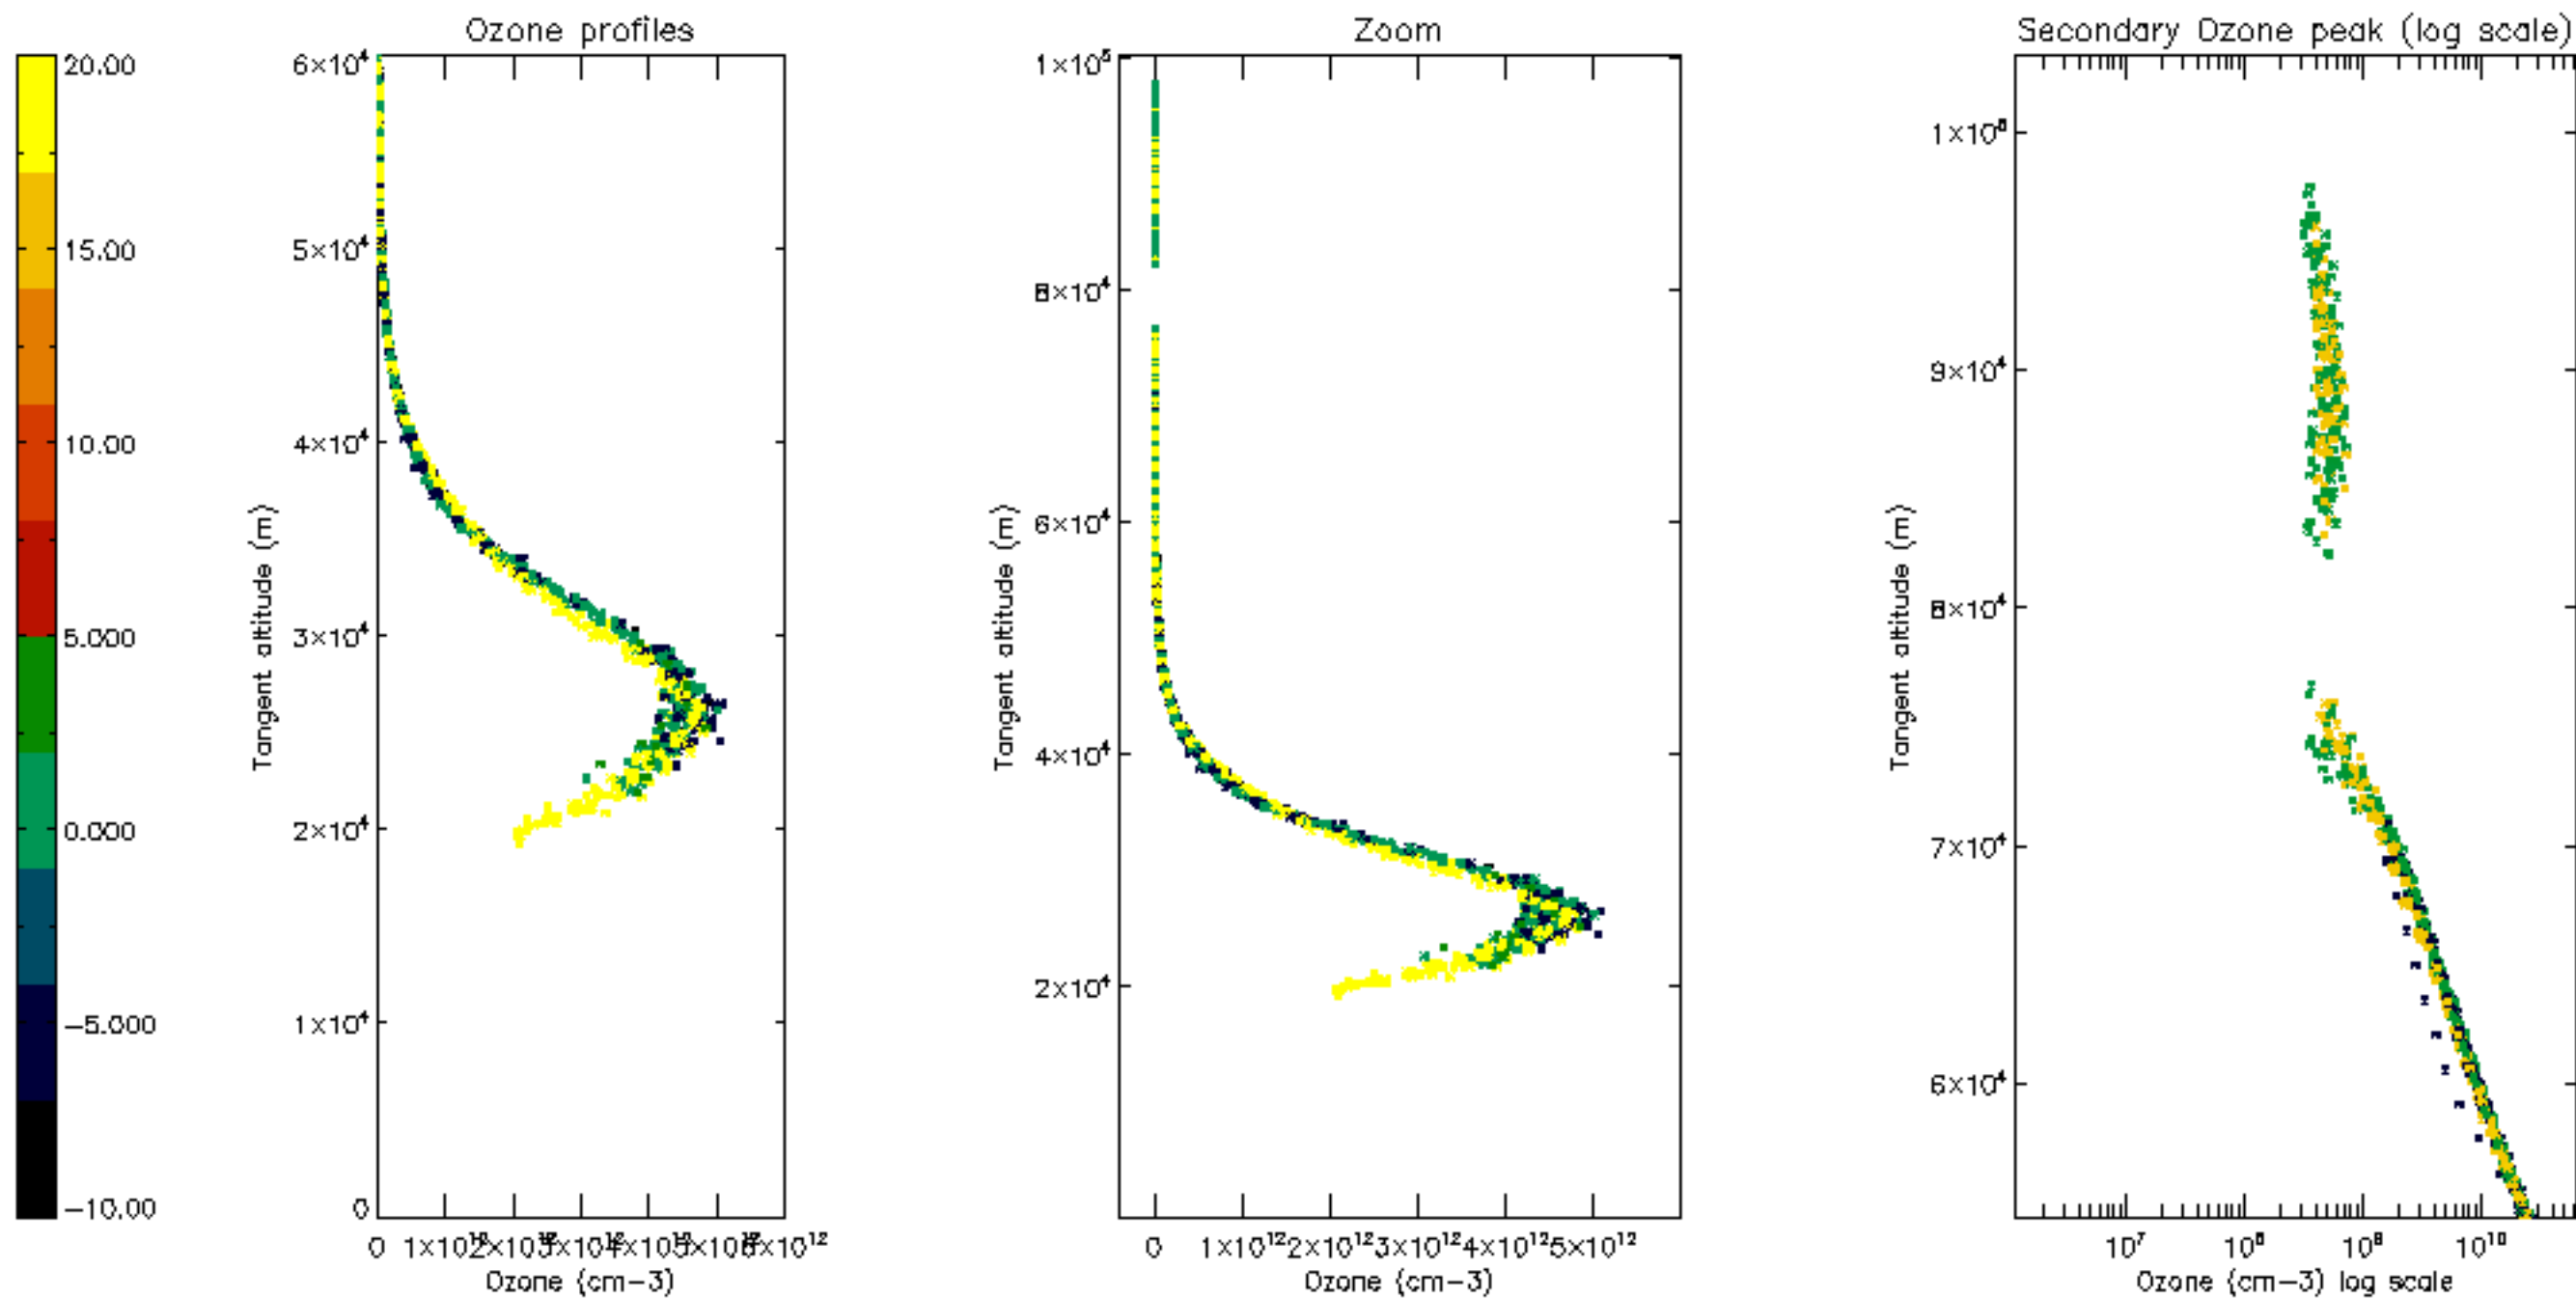 Ozone profiles
Zoom
Secondary Ozone peak (log scale)
20.00
15.00
10.00
5.000
0.000
−5.000
−10.00
6×10⁴
5×10⁴
4×10⁴
3×10⁴
2×10⁴
1×10⁴
0
Tangent altitude (m)
0
Ozone (cm−3)
1×10⁵
8×10⁴
6×10⁴
4×10⁴
2×10⁴
Tangent altitude (m)
0 1×10¹² 2×10¹² 3×10¹² 4×10¹² 5×10¹²
Ozone (cm−3)
9×10⁴
8×10⁴
7×10⁴
6×10⁴
Tangent altitude (m)
10⁷ 10⁸ 10⁹ 10¹⁰
Ozone (cm−3) log scale